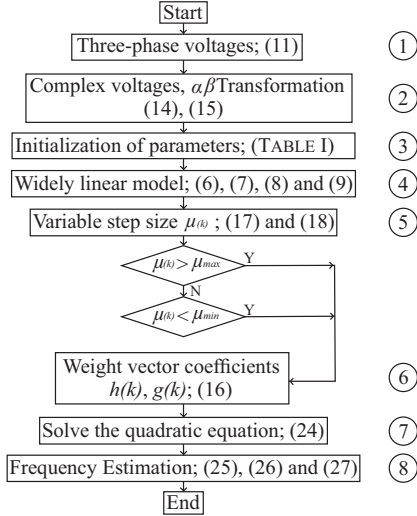 Start
Three-phase voltages; (11)
1
Complex voltages, αβTransformation
(14), (15)
2
Initialization of parameters; (TABLE I)
3
Widely linear model; (6), (7), (8) and (9)
4
Variable step size μ(k) ; (17) and (18)
5
μ(k) > μmax
Y
N
μ(k) < μmin
Y
Weight vector coefficients
h(k), g(k); (16)
6
Solve the quadratic equation; (24)
7
Frequency Estimation; (25), (26) and (27)
8
End